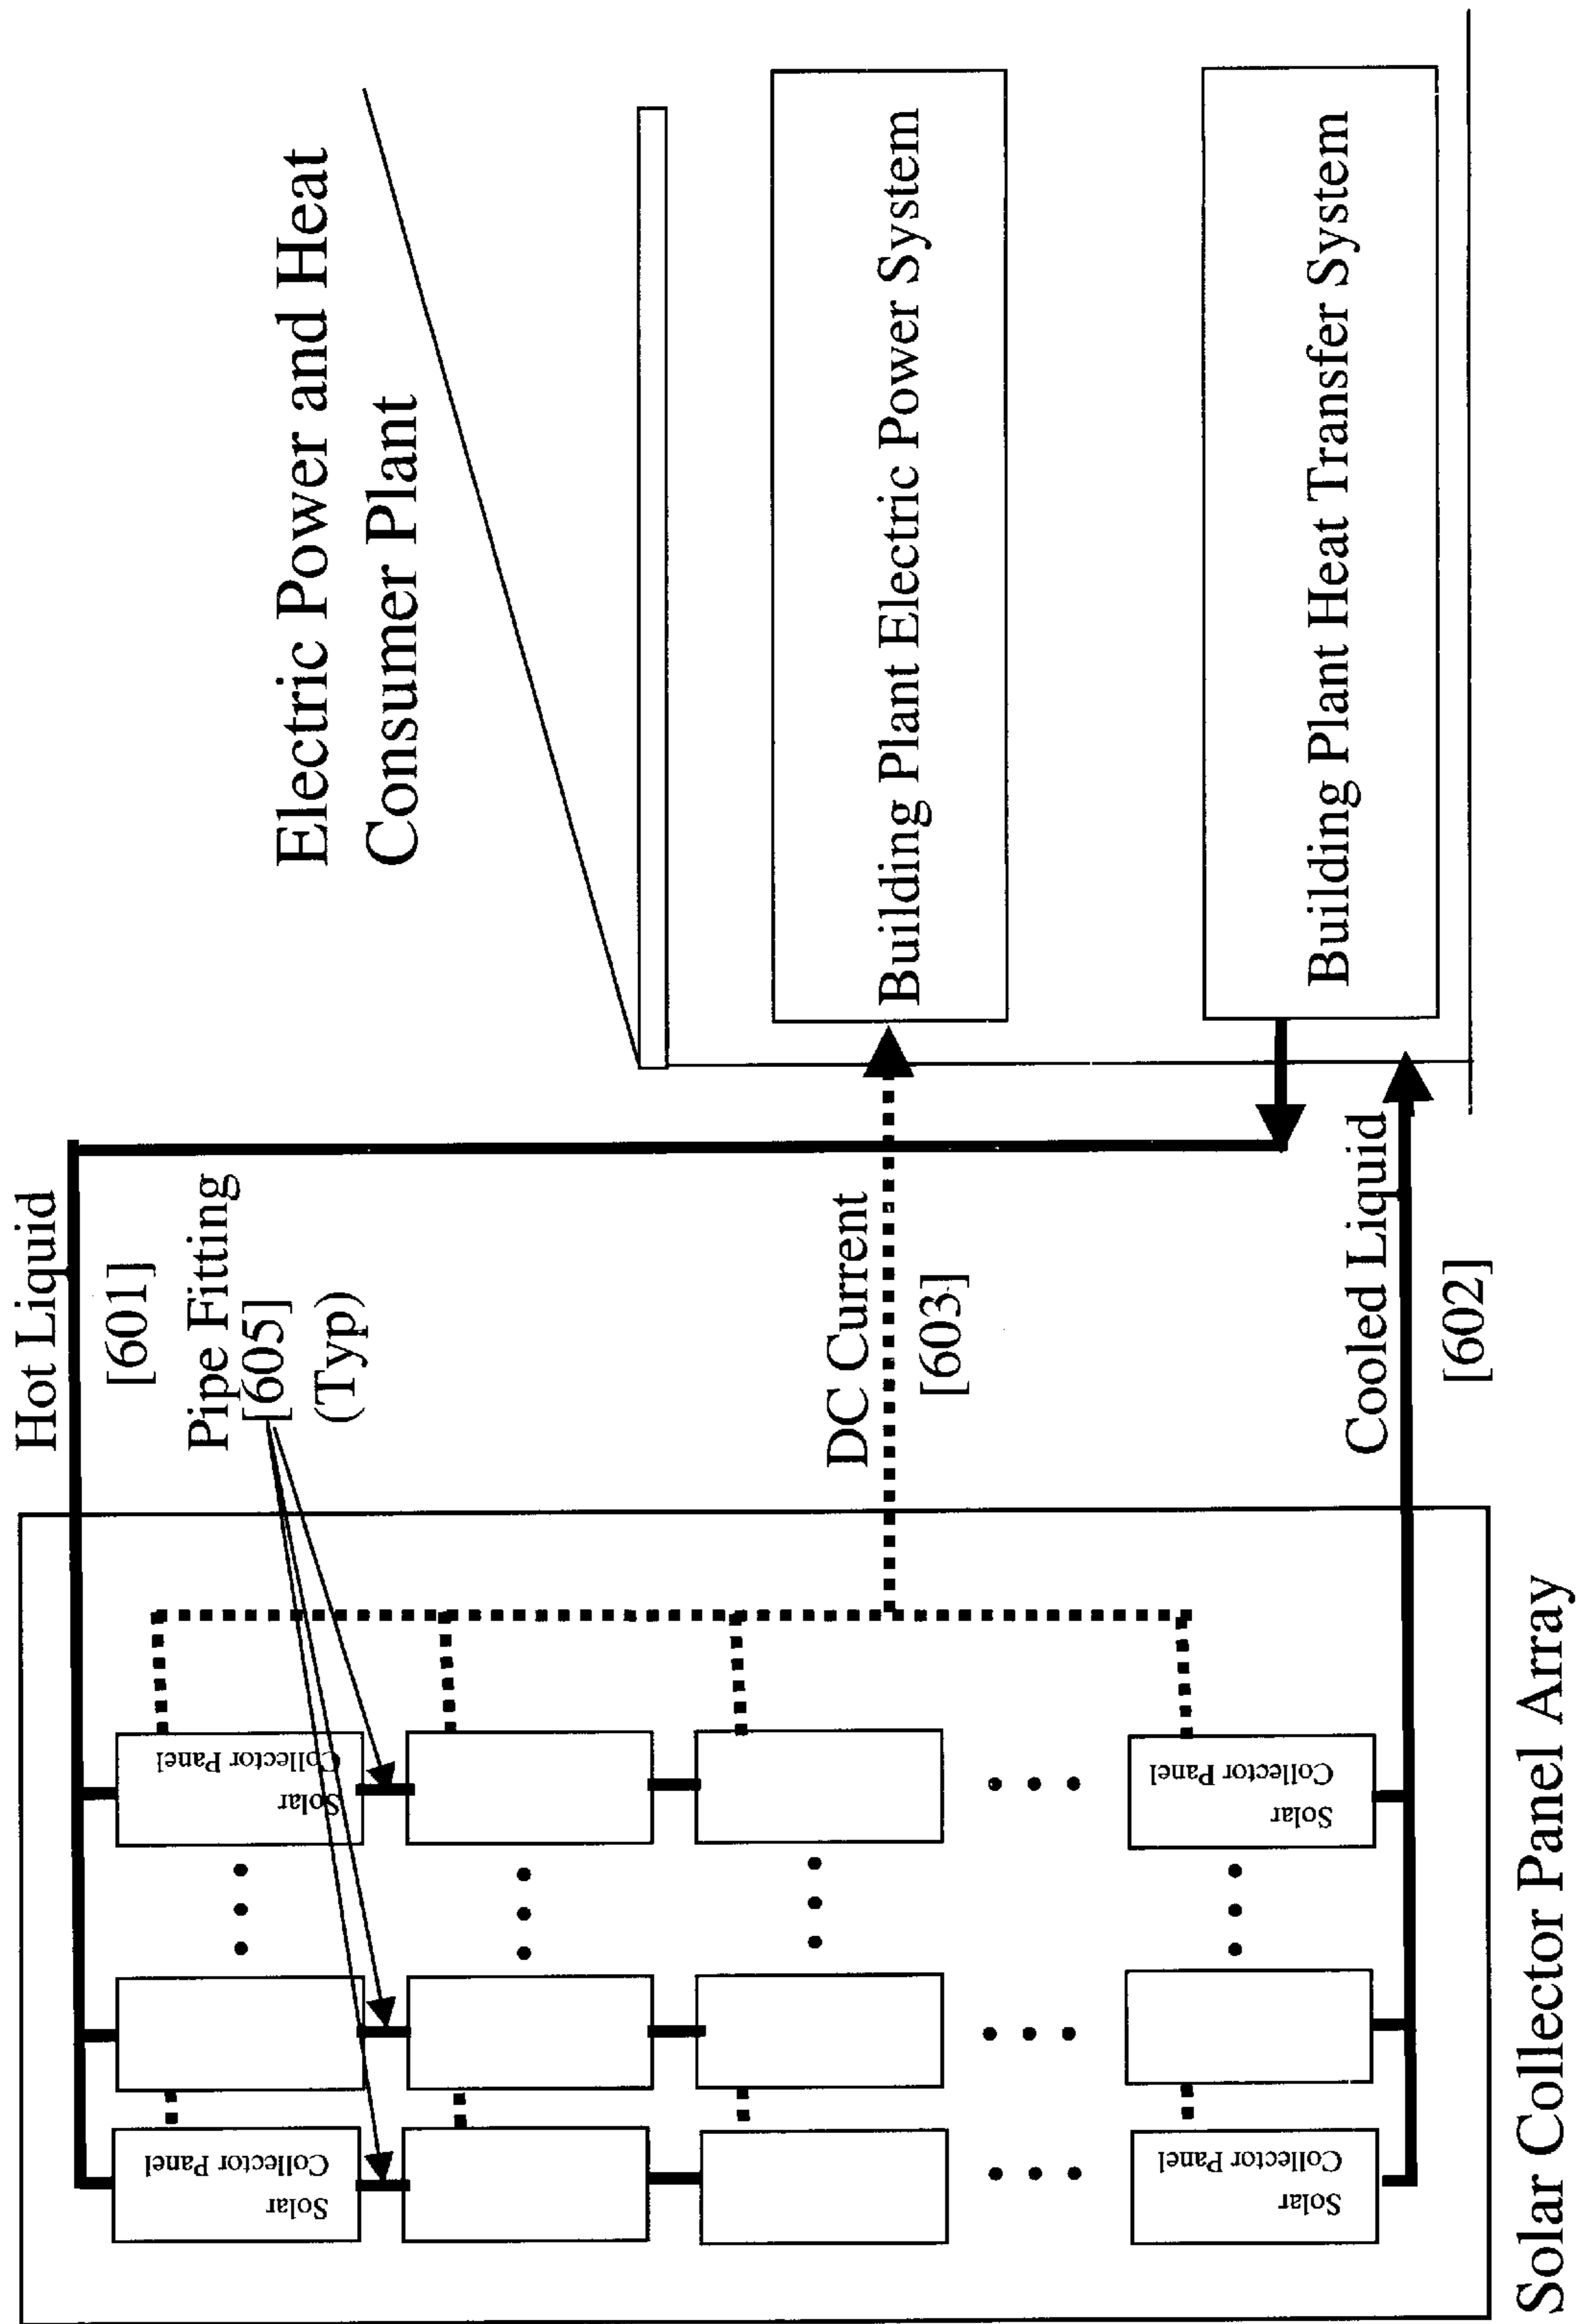 Electric Power and Heat
Consumer Plant
Hot Liquid
[601]
Pipe Fitting
[605]
(Typ)
Building Plant Electric Power System
DC Current
[603]
Building Plant Heat Transfer System
Cooled Liquid
[602]
Solar
Collector Panel
Solar
Collector Panel
Solar
Collector Panel
Solar
Collector Panel
Solar Collector Panel Array